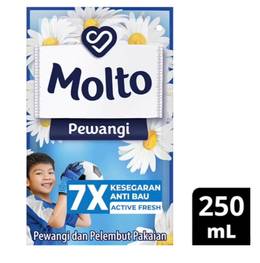 Molto
Pewangi
7X
KESEGARAN
ANTI BAU
ACTIVE FRESH
Pewangi dan Pelembut Pakaian
250
mL